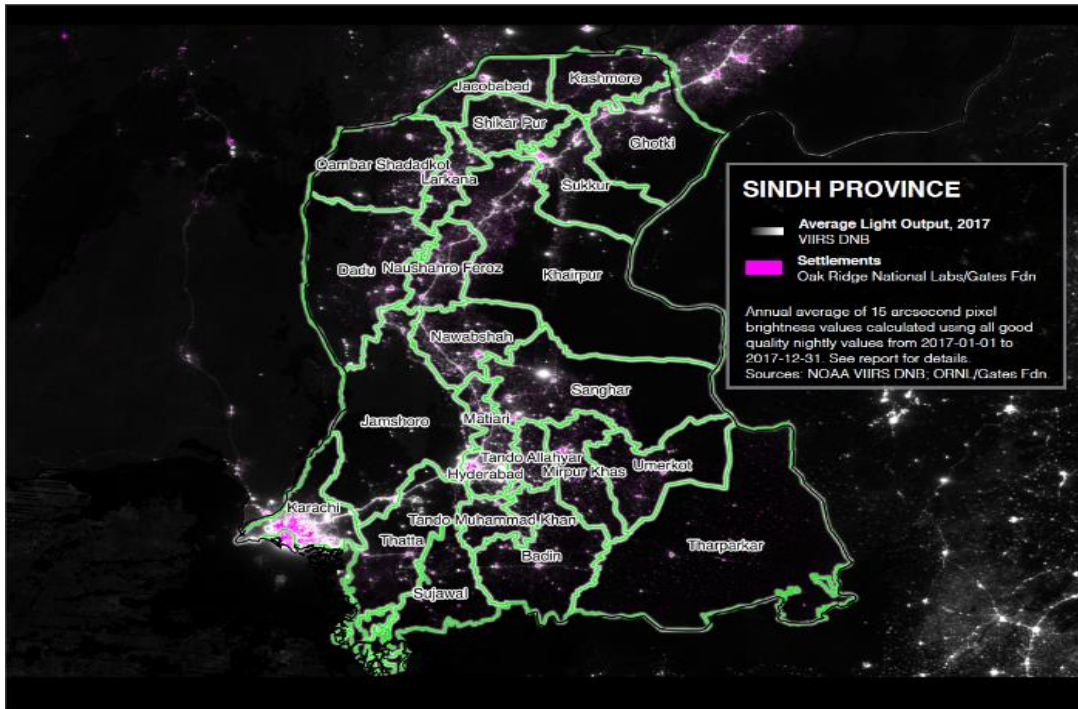 Jacobabad
Kashmore
Shikar Pur
Ghotki
Qambar Shadadkot
Larkana
Sukkur
SINDH PROVINCE
Average Light Output, 2017
VIIRS DNB
Settlements
Oak Ridge National Labs/Gates Fdn
Annual average of 15 arcsecond pixel
brightness values calculated using all good
quality nightly values from 2017-01-01 to
2017-12-31. See report for details.
Sources: NOAA VIIRS DNB; ORNL/Gates Fdn.
Dadu
Naushahro Feroz
Khairpur
Nawabshah
Sanghar
Jamshoro
Matiari
Tando Allahyar
Hyderabad
Mirpur Khas
Umerkot
Karachi
Tando Muhammad Khan
Thatta
Badin
Tharparkar
Sujawal